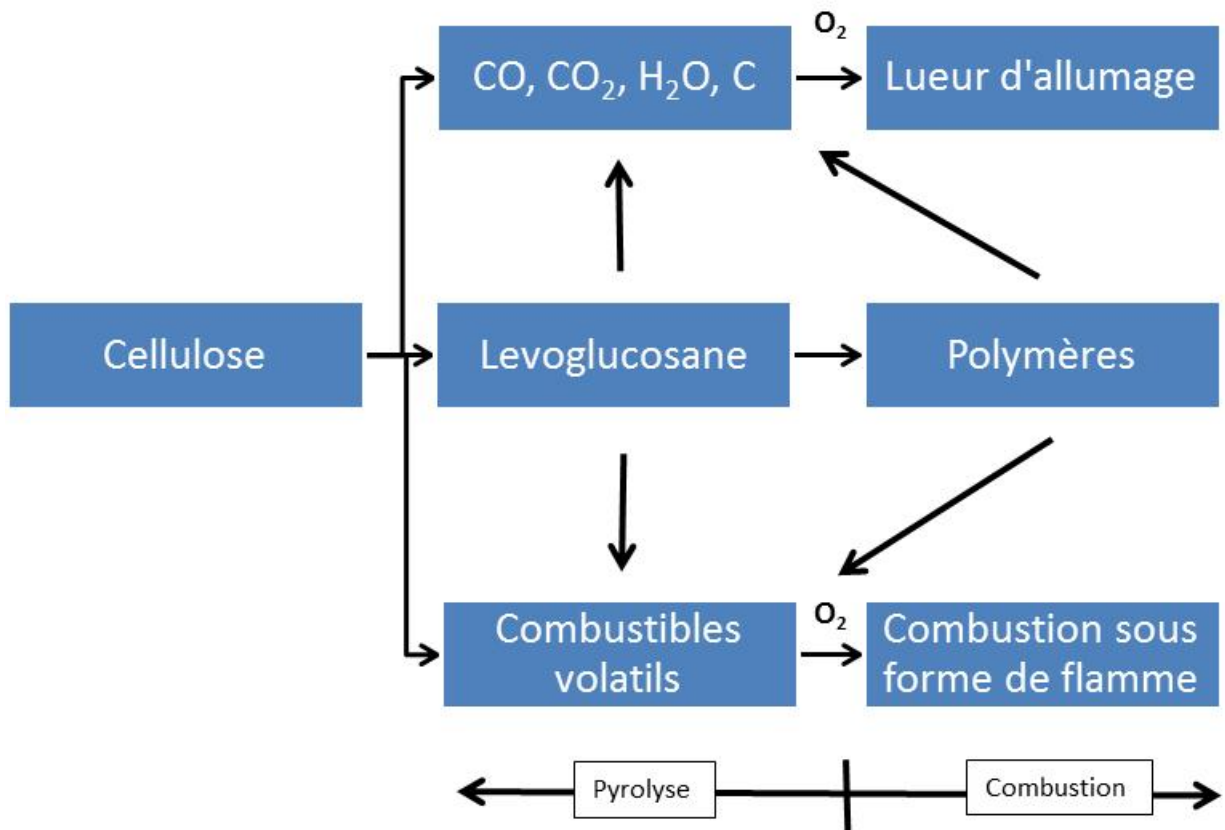 O₂
CO, CO₂, H₂O, C
Lueur d'allumage
Cellulose
Levoglucosane
Polymères
O₂
Combustibles
volatils
Combustion sous
forme de flamme
Pyrolyse
Combustion